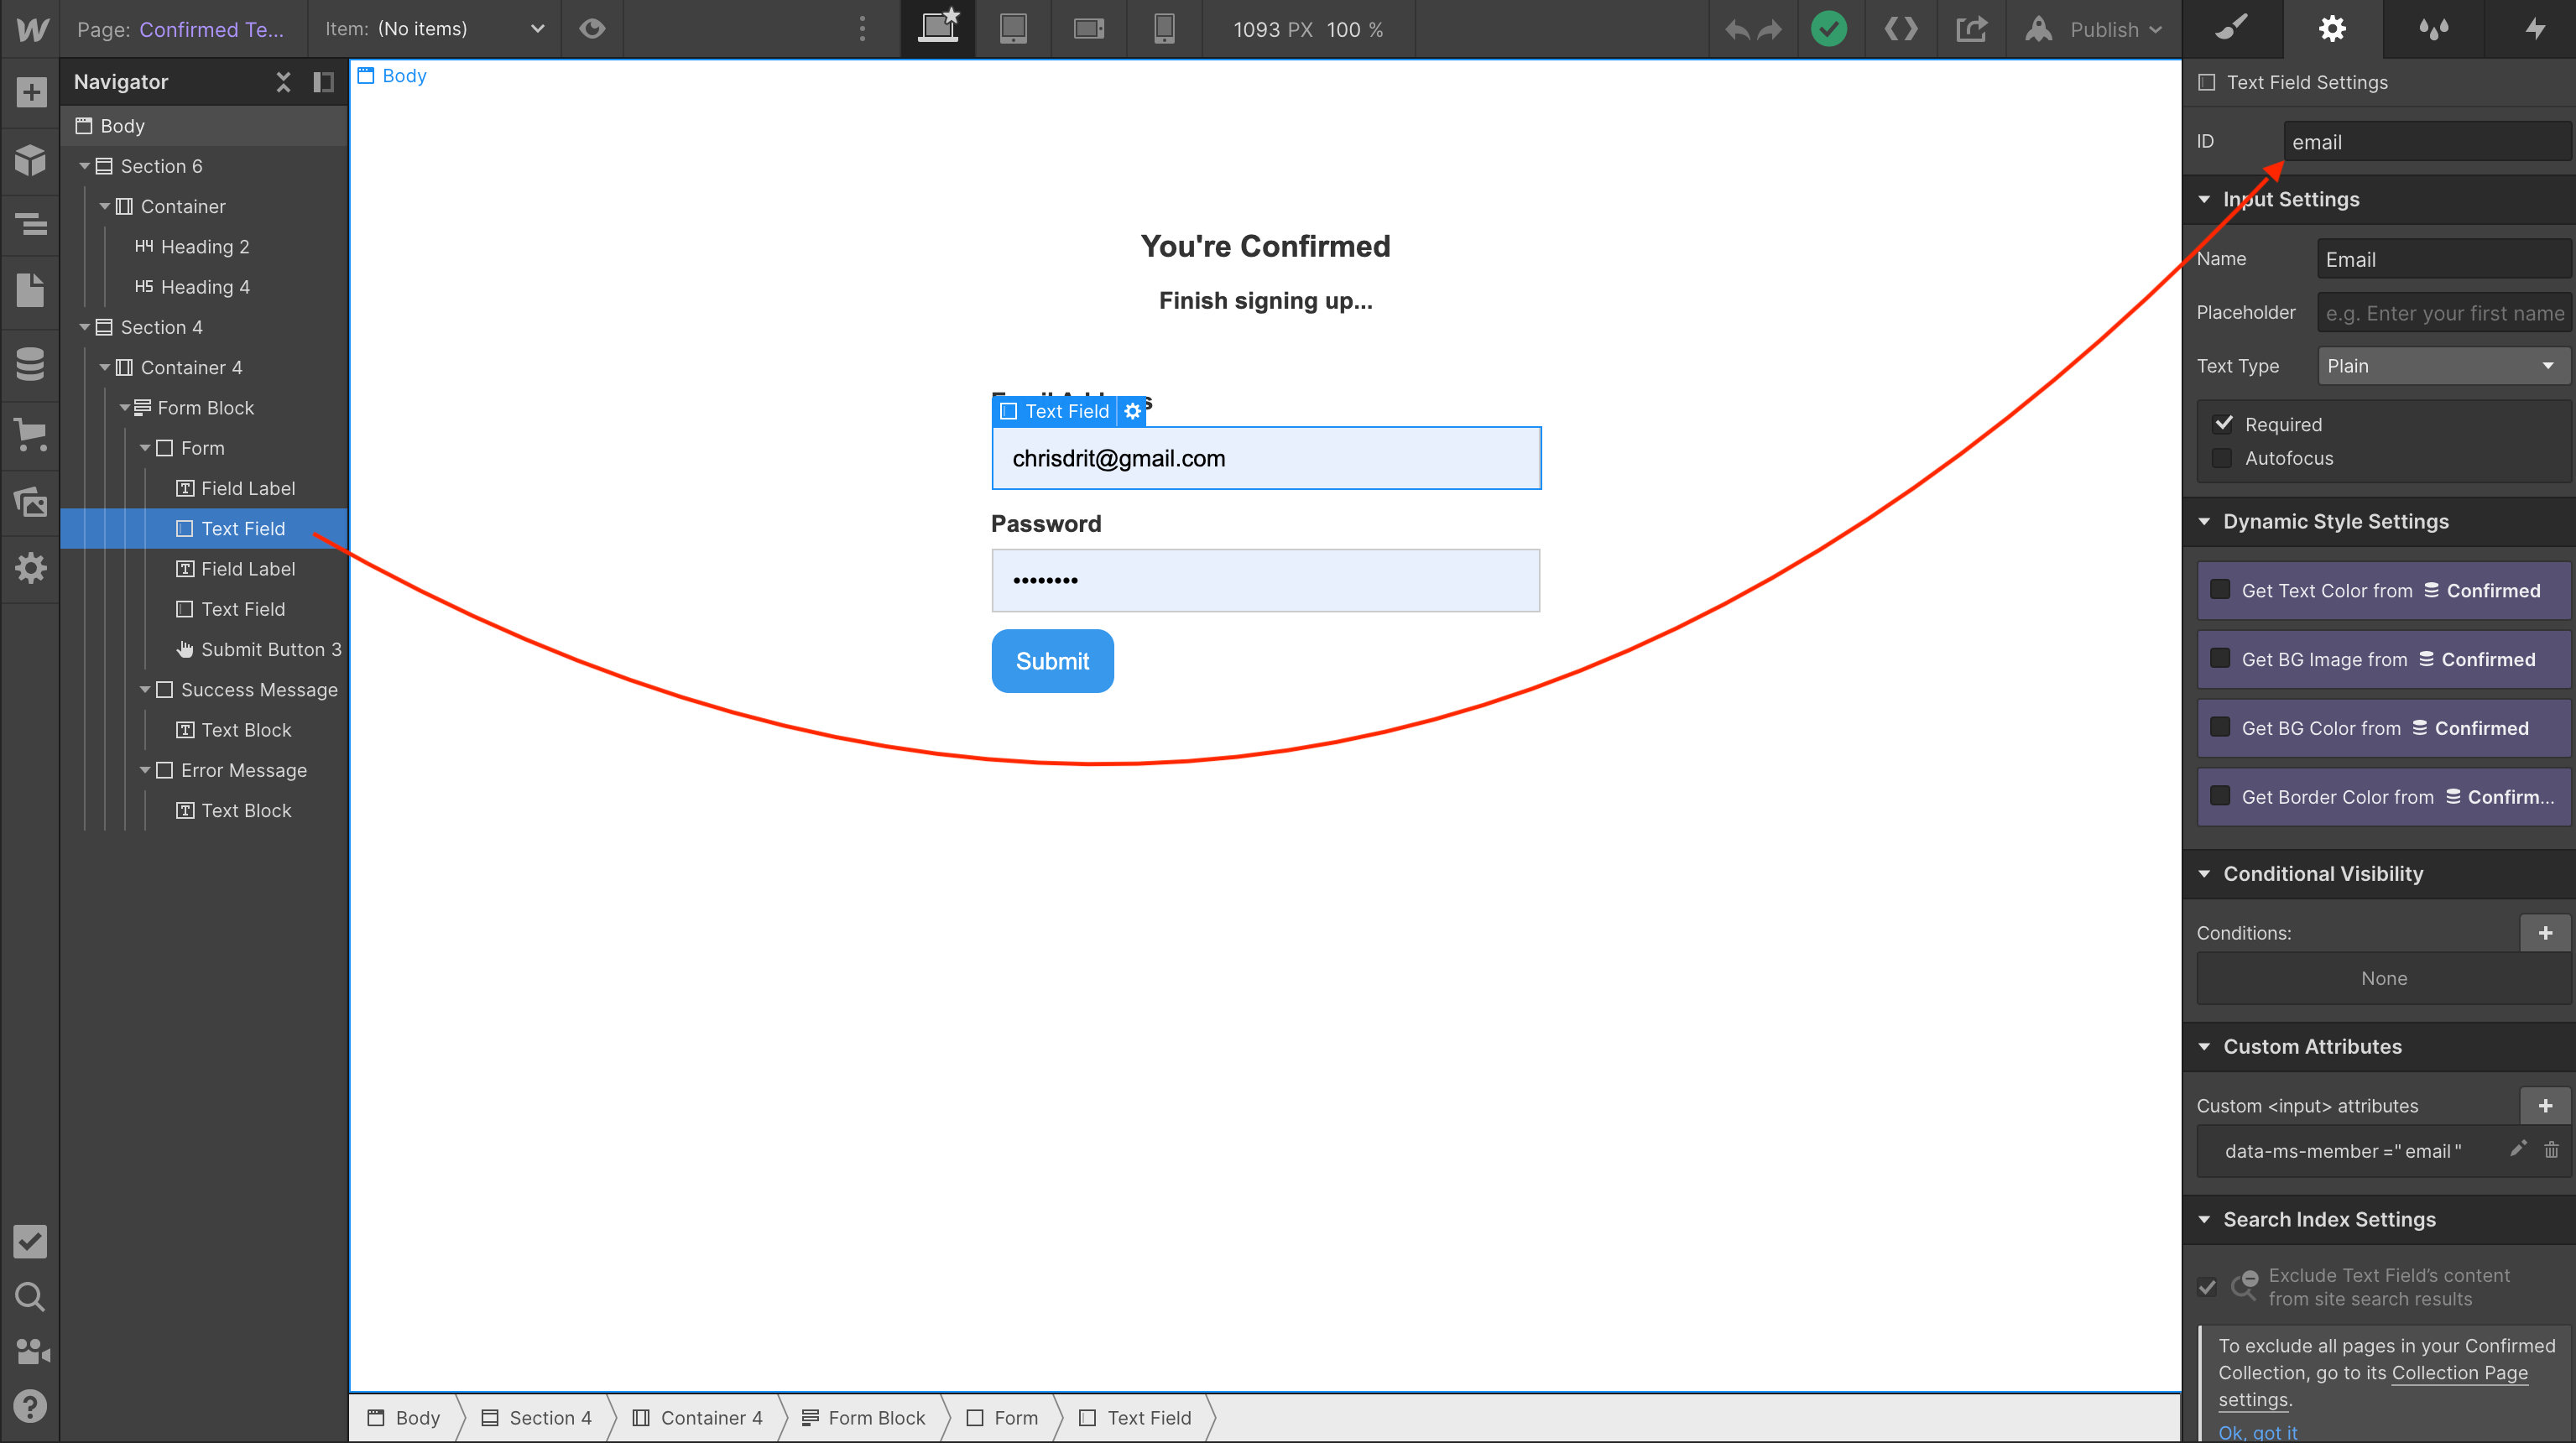 Page: Confirmed Te...
Item: (No items)
1093 PX 100 %
Publish
Navigator
Body
Section 6
Container
H4 Heading 2
H5 Heading 4
Section 4
Container 4
Form Block
Form
Field Label
Text Field
Field Label
Text Field
Submit Button 3
Success Message
Text Block
Error Message
Text Block
Body
You're Confirmed
Finish signing up...
Text Field
chrisdrit@gmail.com
Password
••••••••
Submit
Body
Section 4
Container 4
Form Block
Form
Text Field
Text Field Settings
ID email
Input Settings
Name Email
Placeholder e.g. Enter your first name
Text Type Plain
Required
Autofocus
Dynamic Style Settings
Get Text Color from Confirmed
Get BG Image from Confirmed
Get BG Color from Confirmed
Get Border Color from Confirm...
Conditional Visibility
Conditions:
None
Custom Attributes
Custom <input> attributes
data-ms-member ="email"
Search Index Settings
Exclude Text Field's content
from site search results
To exclude all pages in your Confirmed
Collection, go to its Collection Page
settings.
Ok, got it